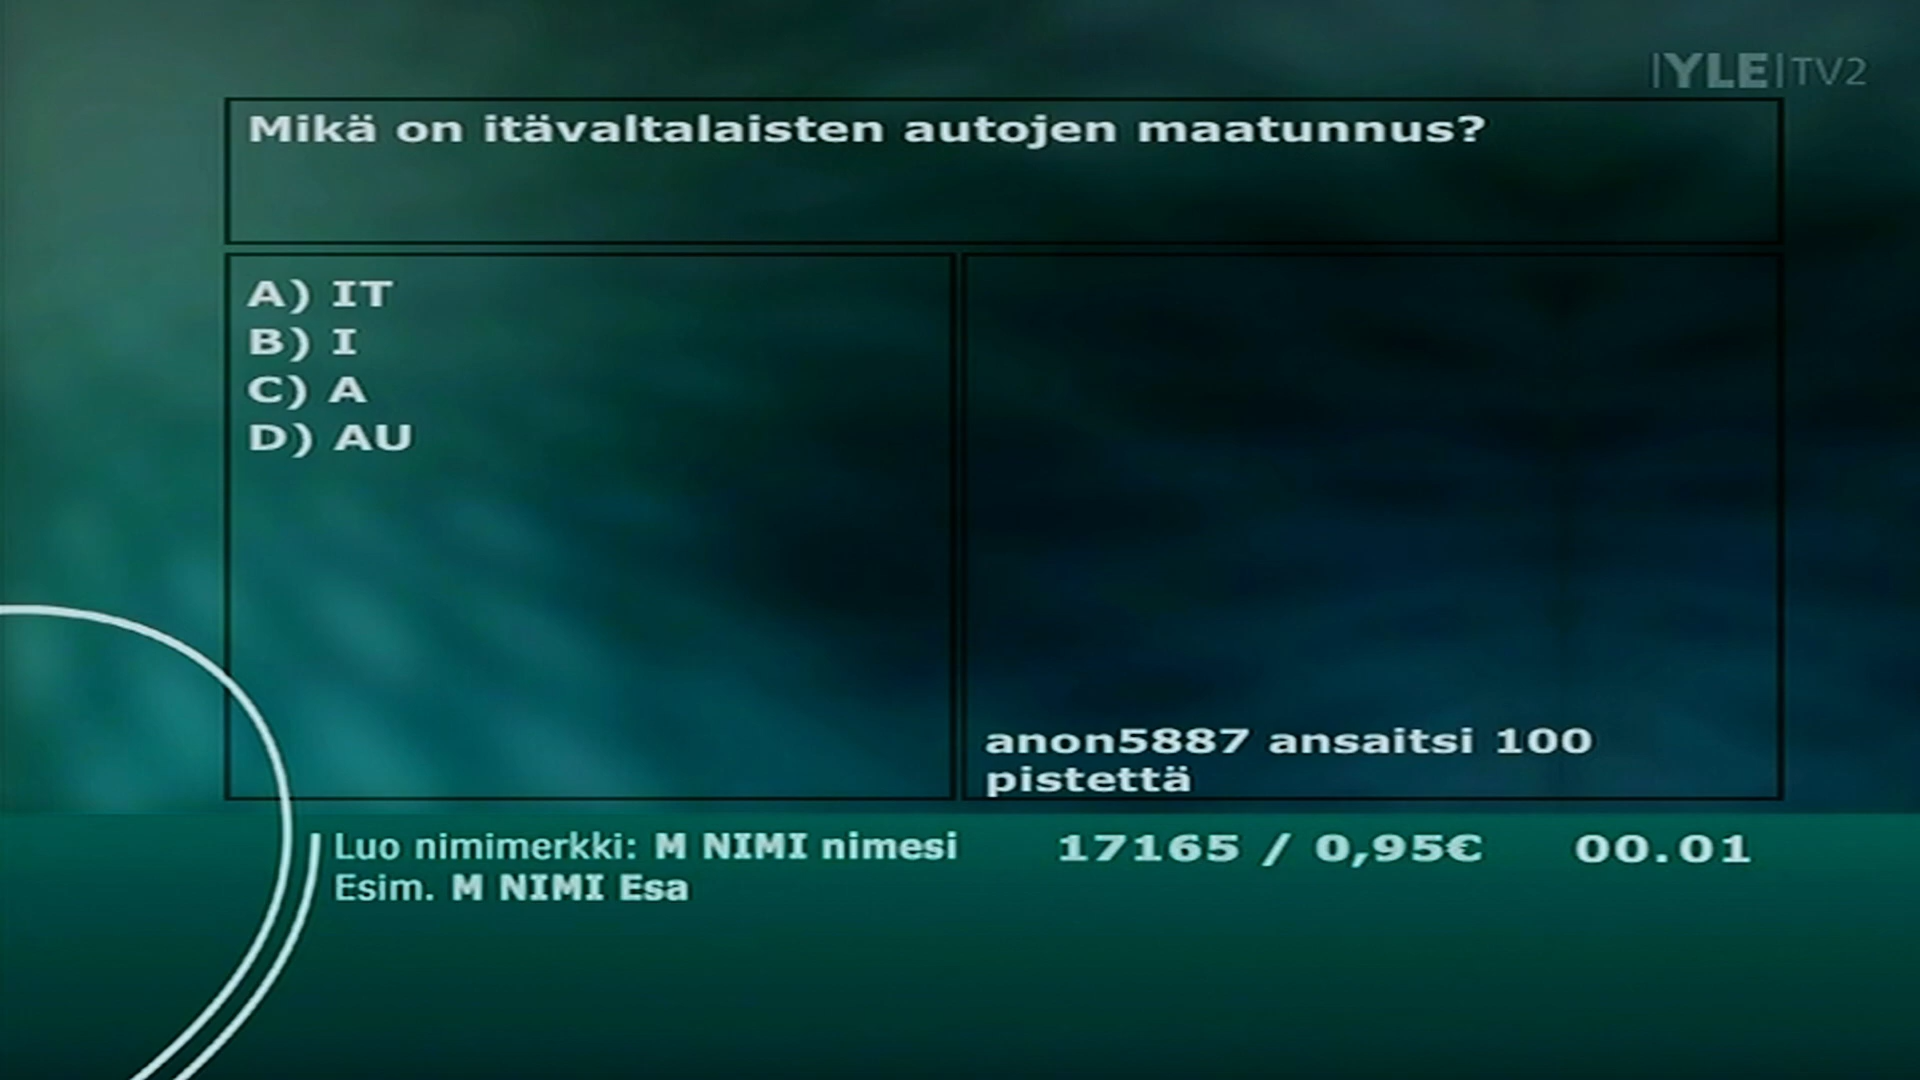 |YLE|TV2
Mikä on itävaltalaisten autojen maatunnus?
A) IT
B) I
C) A
D) AU
anon5887 ansaitsi 100
pistettä
Luo nimimerkki: M NIMI nimesi
Esim. M NIMI Esa
17165 / 0,95€
00.01